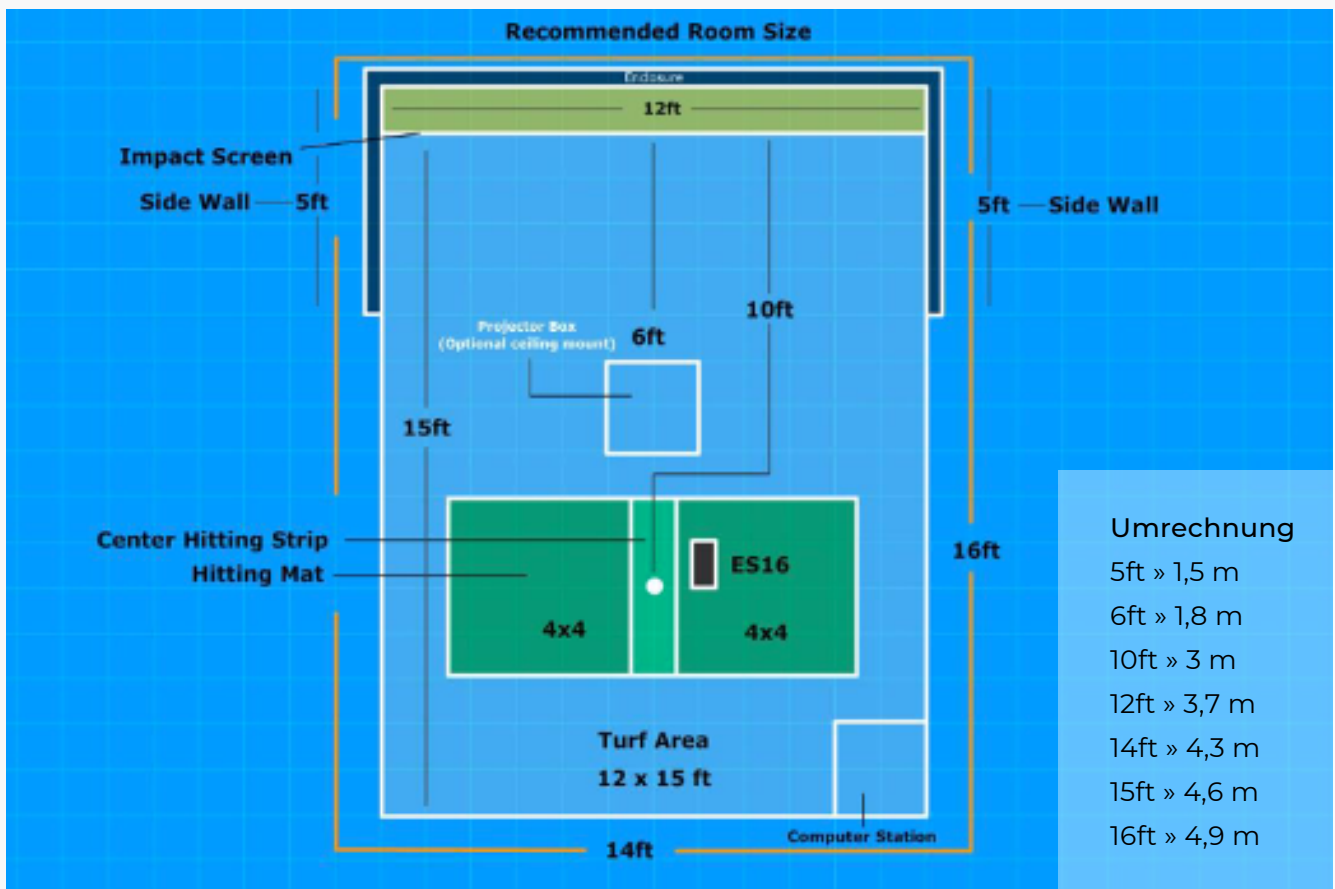 Recommended Room Size
Enclosure
12ft
Impact Screen
Side Wall
5ft
5ft
Side Wall
10ft
Projector Box
(Optional ceiling mount)
6ft
15ft
Center Hitting Strip
Hitting Mat
ES16
16ft
4x4
4x4
Turf Area
12 x 15 ft
Computer Station
14ft
Umrechnung
5ft » 1,5 m
6ft » 1,8 m
10ft » 3 m
12ft » 3,7 m
14ft » 4,3 m
15ft » 4,6 m
16ft » 4,9 m